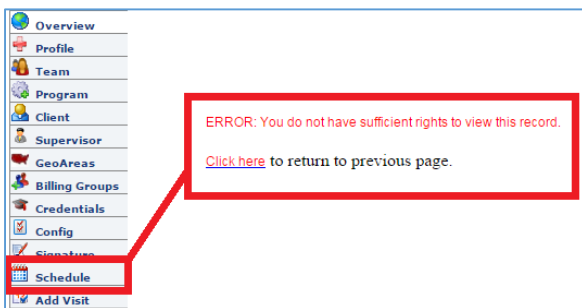 Overview
Profile
Team
Program
Client
Supervisor
GeoAreas
Billing Groups
Credentials
Config
Signature
Schedule
Add Visit
ERROR: You do not have sufficient rights to view this record.
Click here to return to previous page.